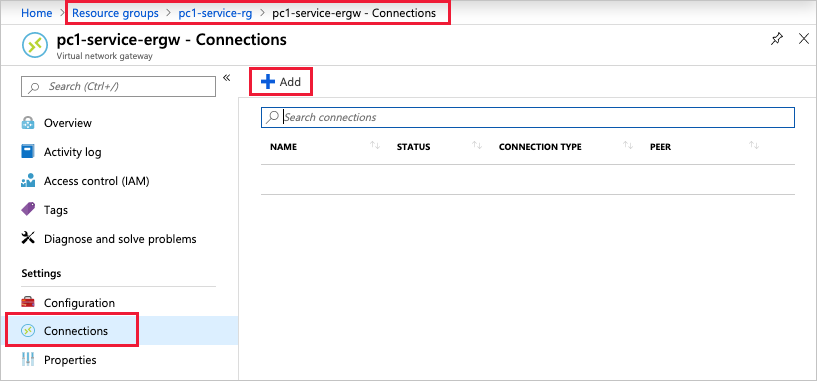 Home > Resource groups > pc1-service-rg > pc1-service-ergw - Connections
pc1-service-ergw - Connections
Virtual network gateway
Search (Ctrl+/)
«
Add
Search connections
NAME STATUS CONNECTION TYPE PEER
Overview
Activity log
Access control (IAM)
Tags
Diagnose and solve problems
Settings
Configuration
Connections
Properties